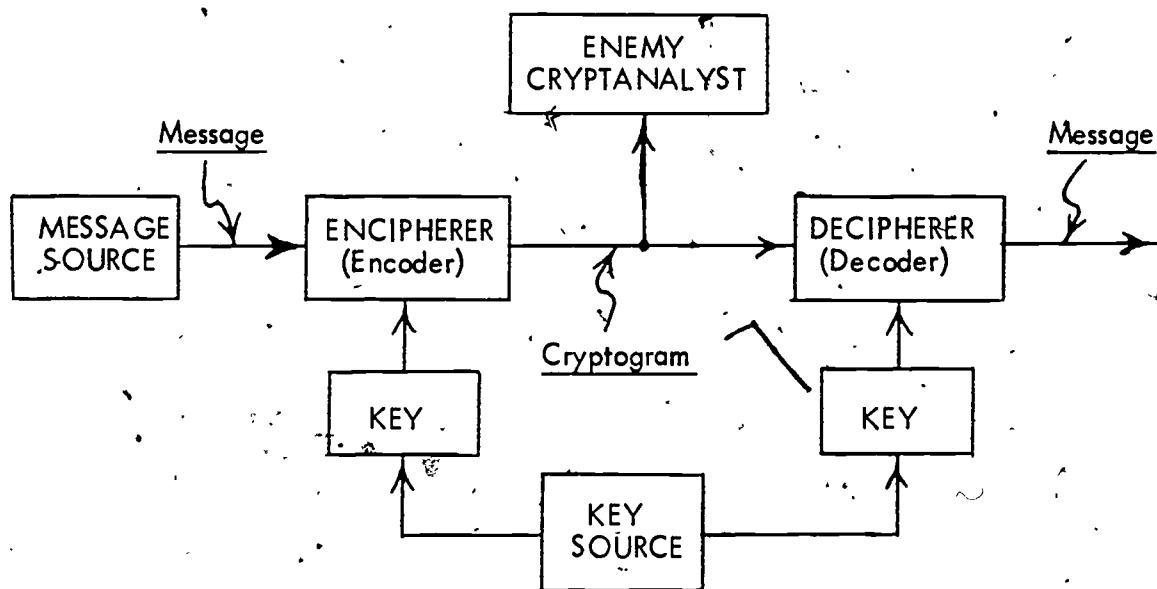 ENEMY
CRYPTANALYST
Message
Message
MESSAGE
SOURCE
ENCIPHERER
(Encoder)
DECIPHERER
(Decoder)
Cryptogram
KEY
KEY
KEY
SOURCE